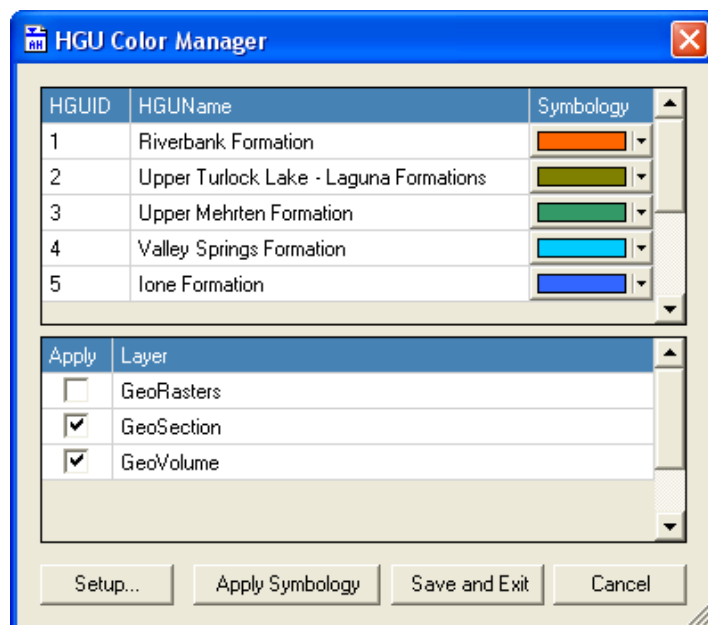 AH HGU Color Manager
HGUID HGUName Symbology
1 Riverbank Formation
2 Upper Turlock Lake - Laguna Formations
3 Upper Mehrten Formation
4 Valley Springs Formation
5 Ione Formation
Apply Layer
GeoRasters
GeoSection
GeoVolume
Setup... Apply Symbology Save and Exit Cancel